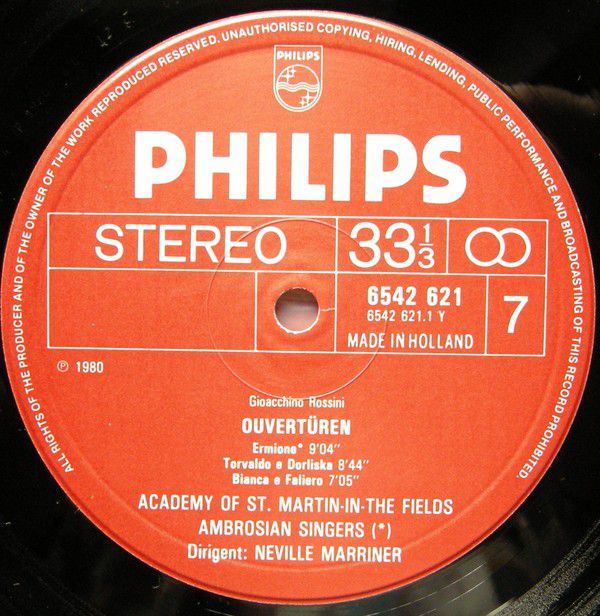 ALL RIGHTS OF THE PRODUCER AND OF THE OWNER OF THE WORK REPRODUCED RESERVED. UNAUTHORISED COPYING, HIRING, LENDING, PUBLIC PERFORMANCE AND BROADCASTING OF THIS RECORD PROHIBITED.
PHILIPS
PHILIPS
STEREO 33 1/3
6542 621
6542 621.1 Y
7
MADE IN HOLLAND
℗ 1980
Gioacchino Rossini
OUVERTÜREN
Ermione* 9'04"
Torvaldo e Dorliska 8'44"
Bianca e Faliero 7'05"
ACADEMY OF ST. MARTIN-IN-THE FIELDS
AMBROSIAN SINGERS (*)
Dirigent: NEVILLE MARRINER